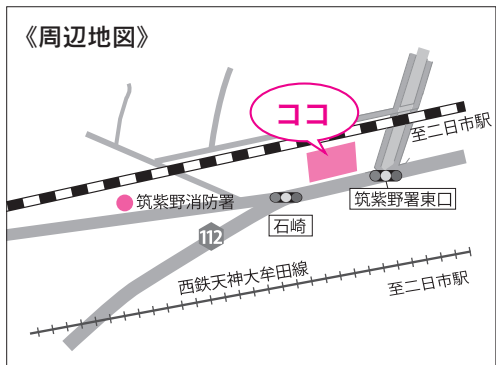 《周辺地図》
ココ
至二日市駅
筑紫野消防署
筑紫野署東口
石崎
112
西鉄天神大牟田線
至二日市駅